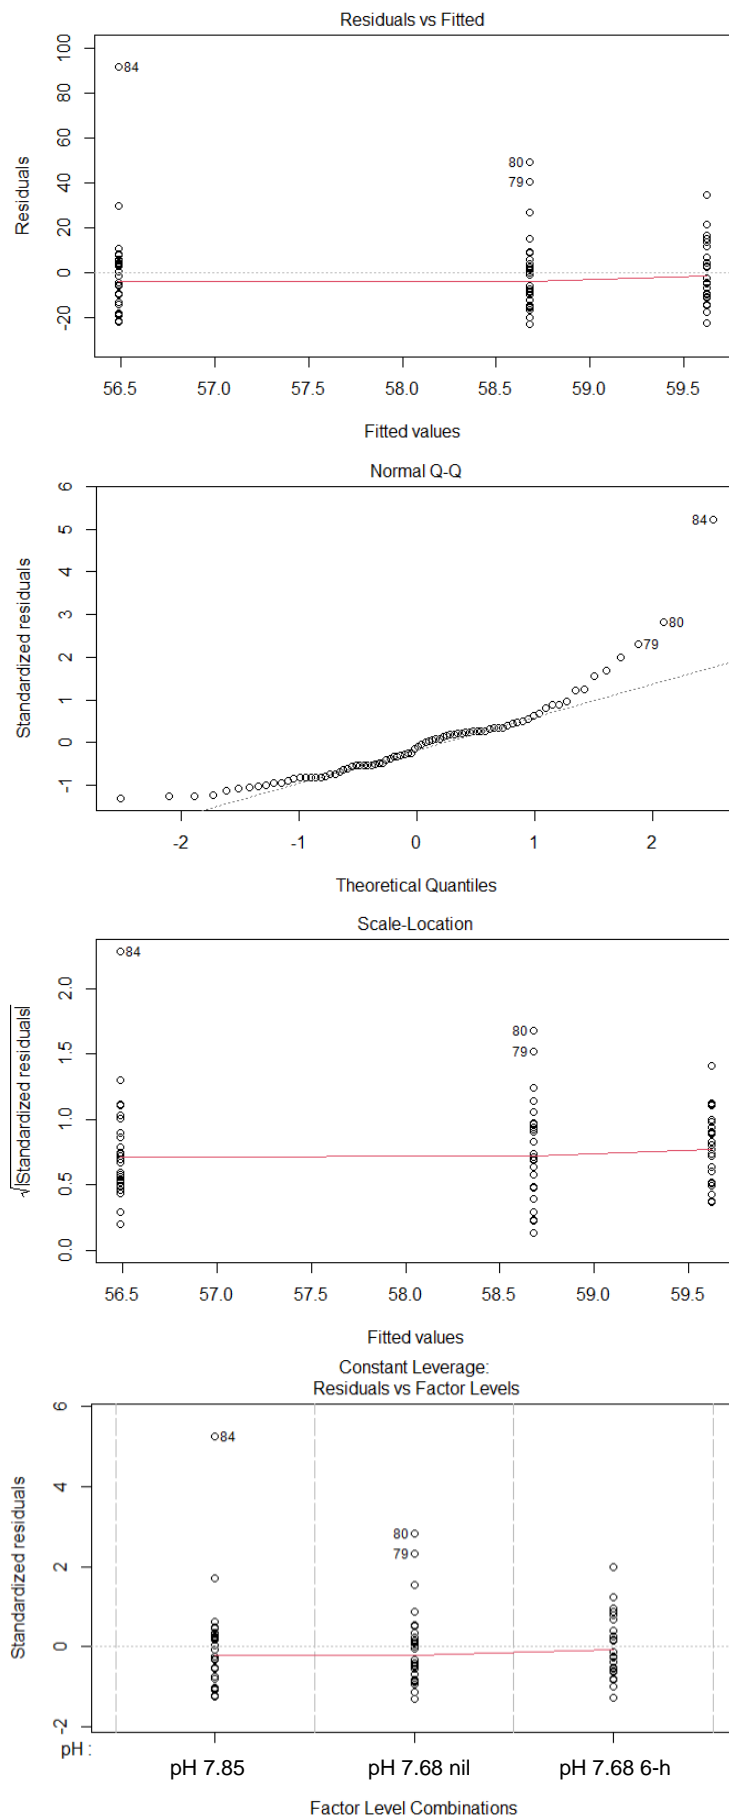 Residuals vs Fitted
100
80
60
40
20
0
-20
Residuals
84
80
79
56.5 57.0 57.5 58.0 58.5 59.0 59.5
Fitted values
Normal Q-Q
6
5
4
3
2
1
0
-1
Standardized residuals
84
80
79
-2 -1 0 1 2
Theoretical Quantiles
Scale-Location
2.0
1.5
1.0
0.5
0.0
√|Standardized residuals|
84
80
79
56.5 57.0 57.5 58.0 58.5 59.0 59.5
Fitted values
Constant Leverage:
Residuals vs Factor Levels
6
4
2
0
-2
Standardized residuals
84
80
79
pH :
pH 7.85 pH 7.68 nil pH 7.68 6-h
Factor Level Combinations